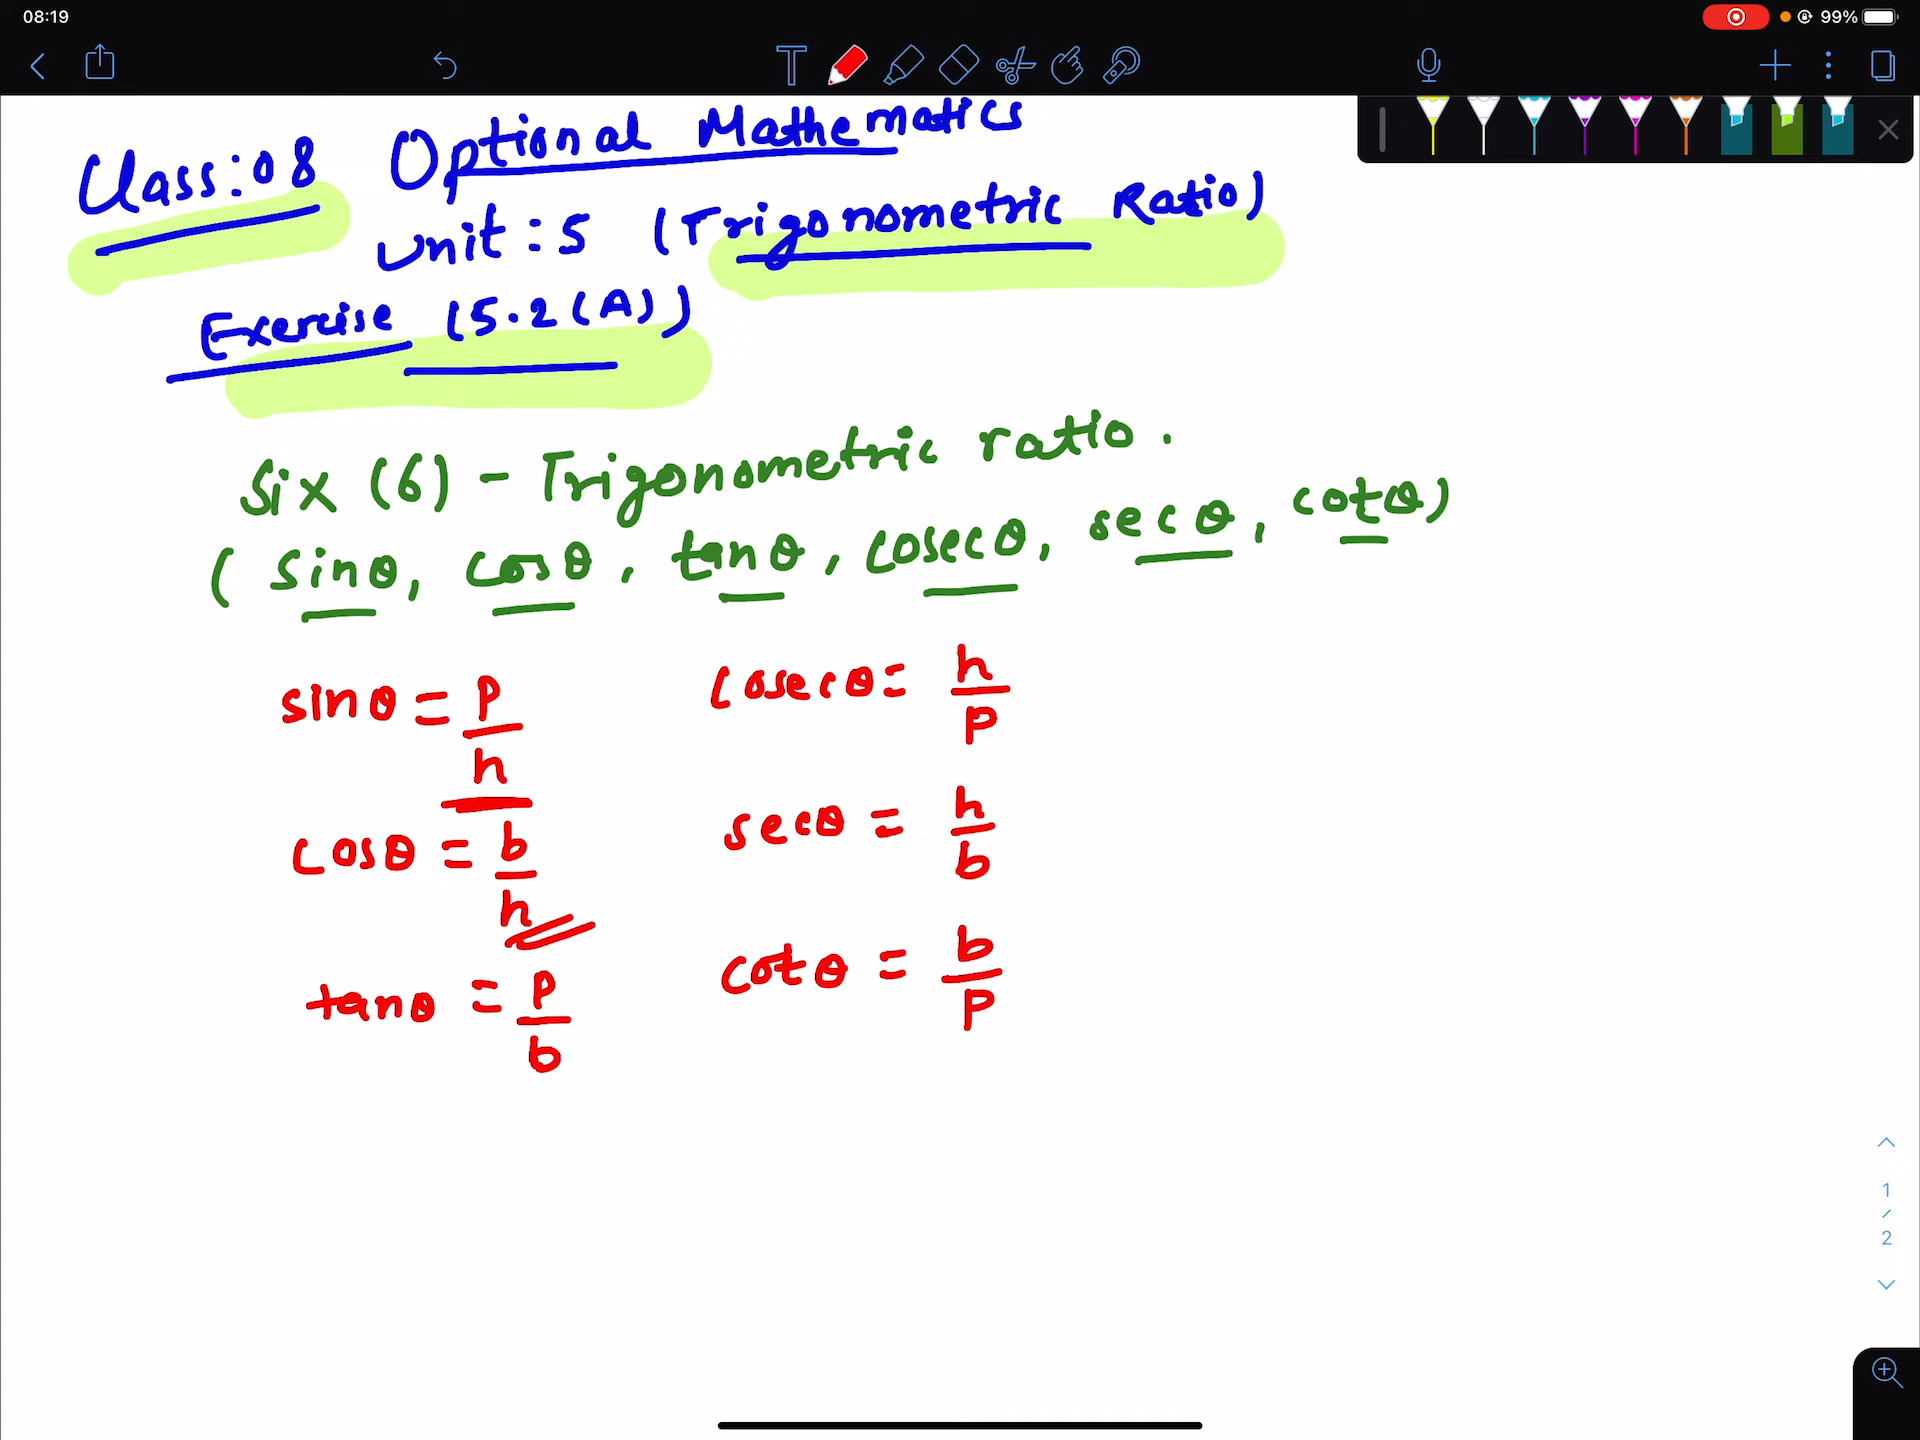 08:19
99%
Class:08 Optional Mathematics
Unit:5 (Trigonometric Ratio)
Exercise (5.2(A))
Six (6) - Trigonometric ratio.
( sinθ, cosθ, tanθ, cosecθ, secθ, cotθ)
sinθ = p/h cosecθ = h/p
cosθ = b/h secθ = h/b
tanθ = p/b cotθ = b/p
1
/
2